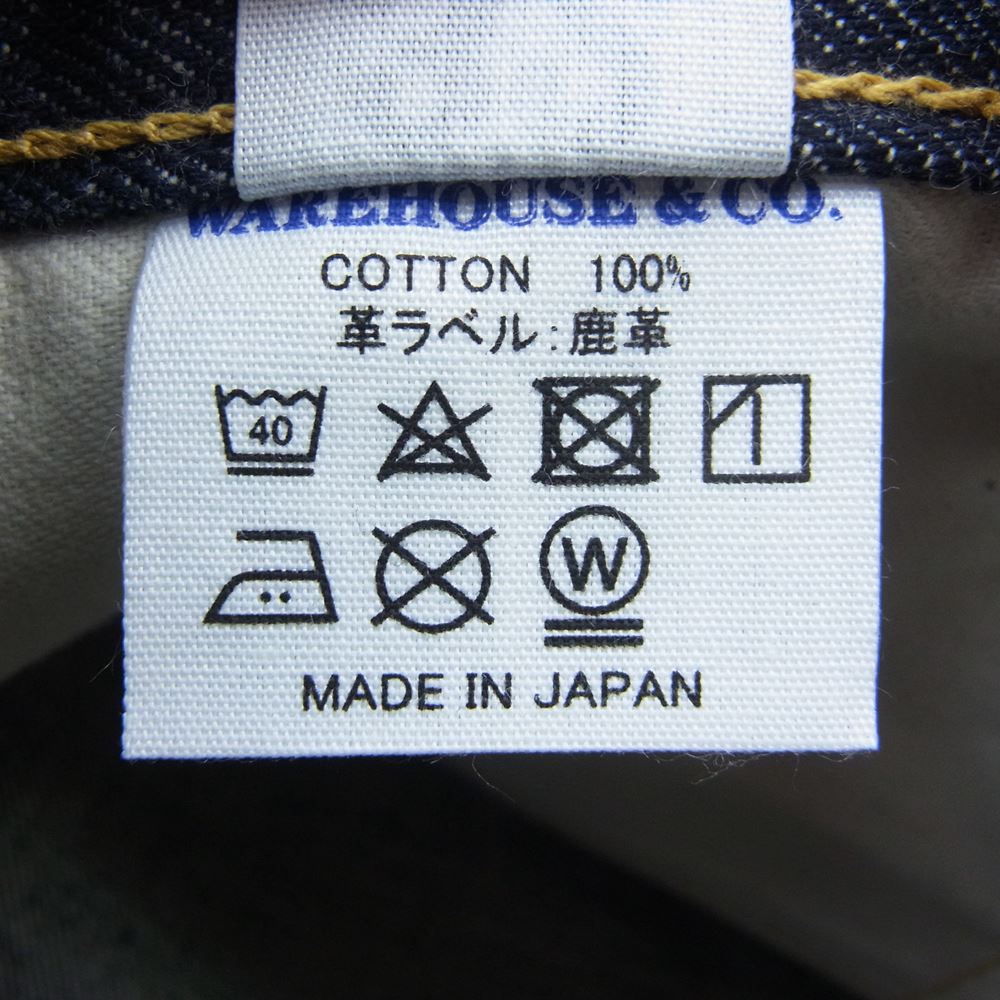 WAREHOUSE & CO.
COTTON 100%
革ラベル:鹿革
40
W
MADE IN JAPAN